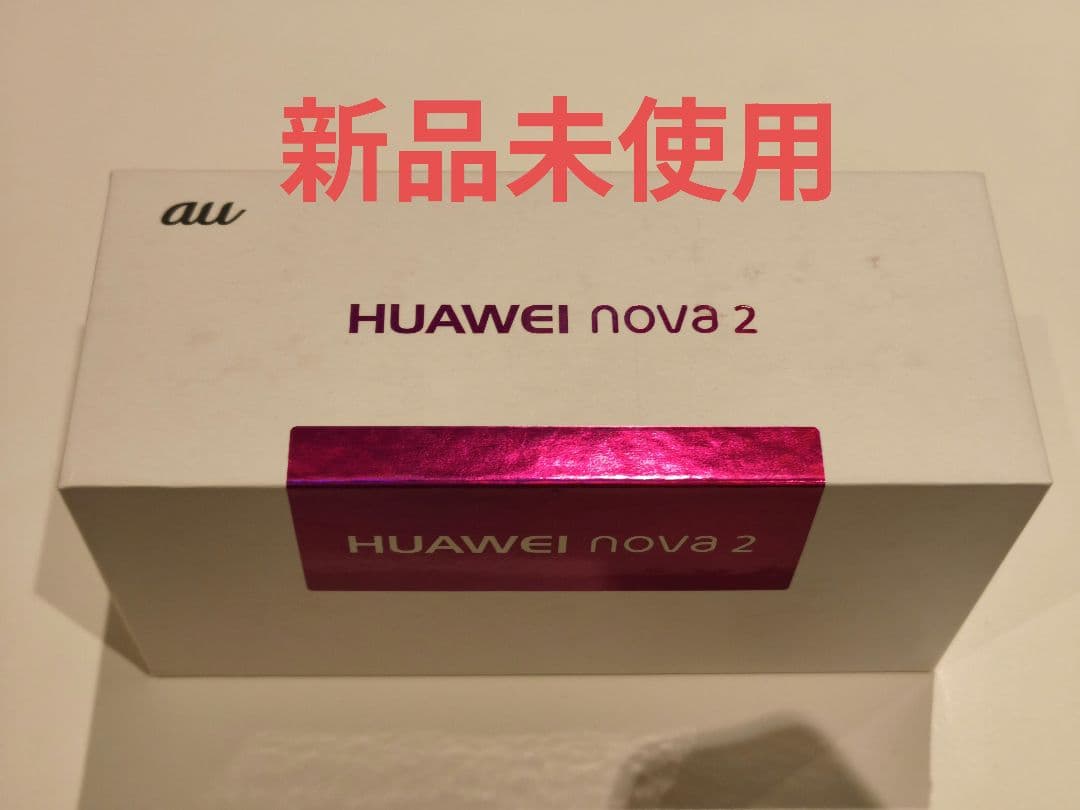 新品未使用
au
HUAWEI nova 2
HUAWEI nova 2